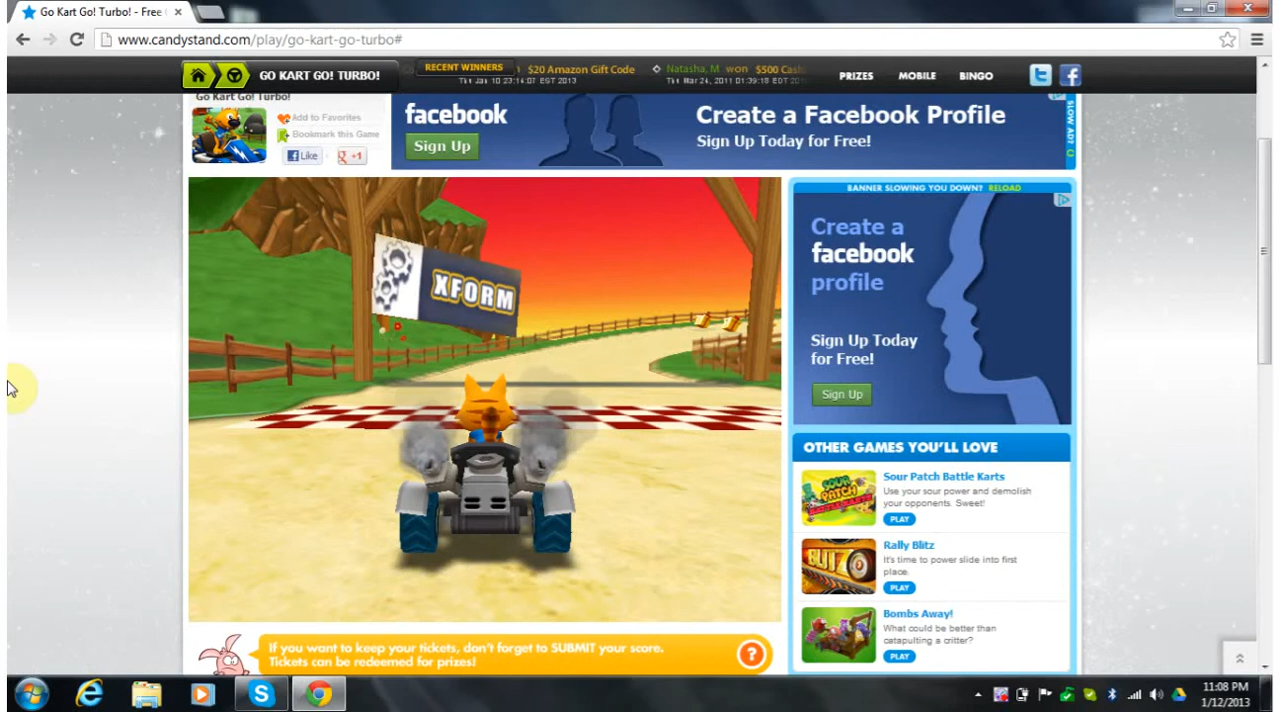 Go Kart Go! Turbo! - Free
www.candystand.com/play/go-kart-go-turbo#
GO KART GO! TURBO!
RECENT WINNERS
$20 Amazon Gift Code
Natasha, M won $500 Cash
PRIZES
MOBILE
BINGO
Go Kart Go! Turbo!
Add to Favorites
Bookmark this Game
Like
+1
facebook
Sign Up
Create a Facebook Profile
Sign Up Today for Free!
SLOW AD?
XFORM
BANNER SLOWING YOU DOWN? RELOAD
Create a
facebook
profile
Sign Up Today
for Free!
Sign Up
OTHER GAMES YOU'LL LOVE
SOUR
PATCH
Sour Patch Battle Karts
Use your sour power and demolish
your opponents. Sweet!
PLAY
BLITZ
Rally Blitz
It's time to power slide into first
place.
PLAY
Bombs Away!
What could be better than
catapulting a critter?
PLAY
If you want to keep your tickets, don't forget to SUBMIT your score.
Tickets can be redeemed for prizes!
?
11:08 PM
1/12/2013